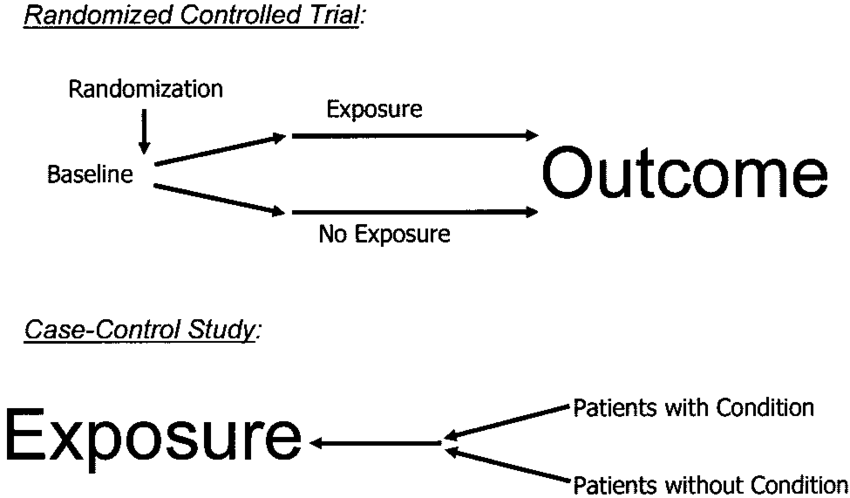 Randomized Controlled Trial:
Randomization
Exposure
Baseline
Outcome
No Exposure
Case-Control Study:
Patients with Condition
Exposure
Patients without Condition